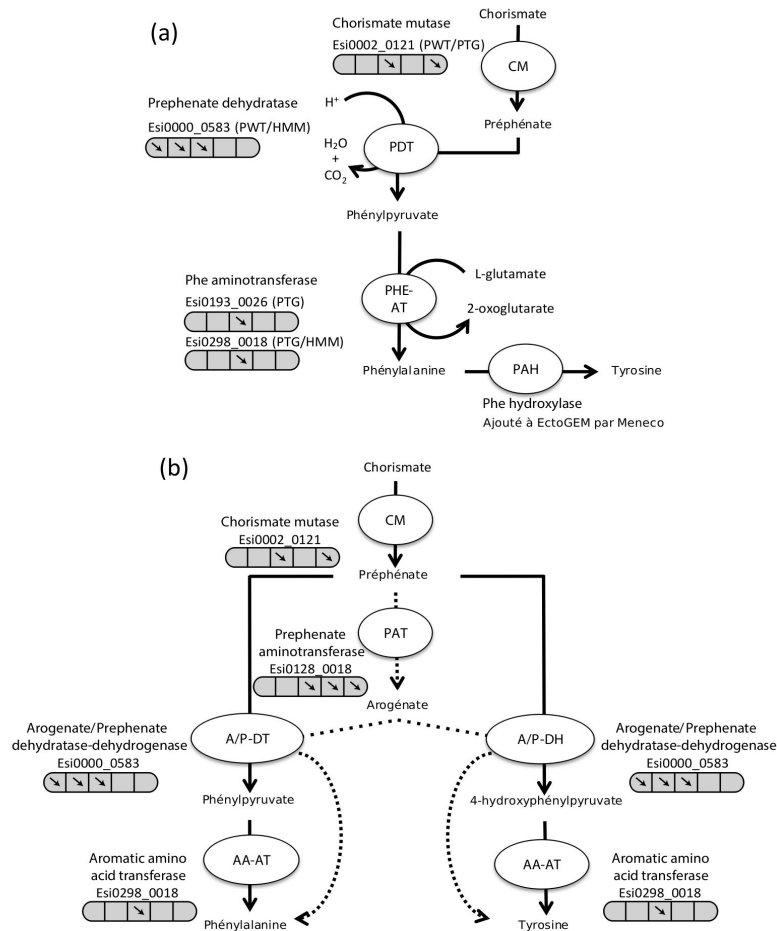 (a)
Chorismate
Chorismate mutase
Esi0002_0121 (PWT/PTG)
CM
Préphénate
Prephenate dehydratase
Esi0000_0583 (PWT/HMM)
H+
H2O
+
CO2
PDT
Phénylpyruvate
Phe aminotransferase
Esi0193_0026 (PTG)
Esi0298_0018 (PTG/HMM)
PHE-
AT
L-glutamate
2-oxoglutarate
Phénylalanine
PAH
Tyrosine
Phe hydroxylase
Ajouté à EctoGEM par Meneco
(b)
Chorismate
CM
Chorismate mutase
Esi0002_0121
Préphénate
PAT
Prephenate
aminotransferase
Esi0128_0018
Arogénate
Arogenate/Prephenate
dehydratase-dehydrogenase
Esi0000_0583
A/P-DT
A/P-DH
Arogenate/Prephenate
dehydratase-dehydrogenase
Esi0000_0583
Phénylpyruvate
4-hydroxyphénylpyruvate
Aromatic amino
acid transferase
Esi0298_0018
AA-AT
AA-AT
Aromatic amino
acid transferase
Esi0298_0018
Phénylalanine
Tyrosine